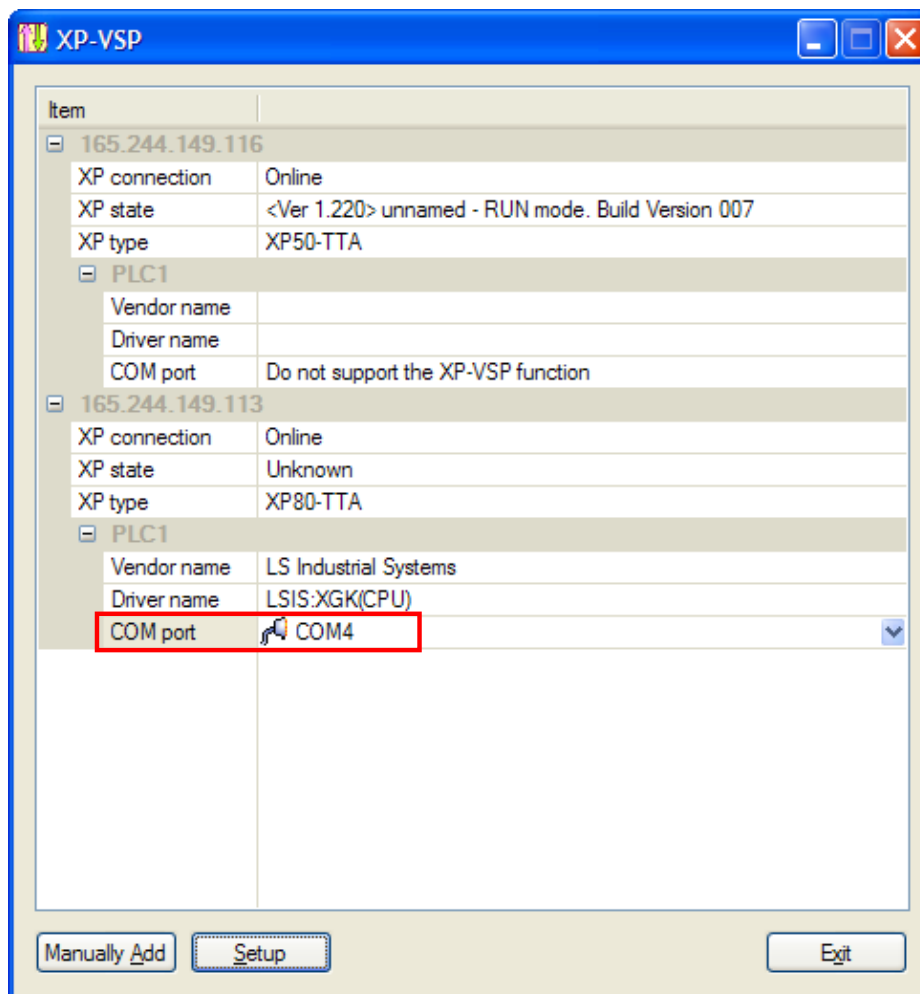 XP-VSP
Item
165.244.149.116
XP connection Online
XP state <Ver 1.220> unnamed - RUN mode. Build Version 007
XP type XP50-TTA
PLC1
Vendor name
Driver name
COM port Do not support the XP-VSP function
165.244.149.113
XP connection Online
XP state Unknown
XP type XP80-TTA
PLC1
Vendor name LS Industrial Systems
Driver name LSIS:XGK(CPU)
COM port COM4
Manually Add Setup Exit